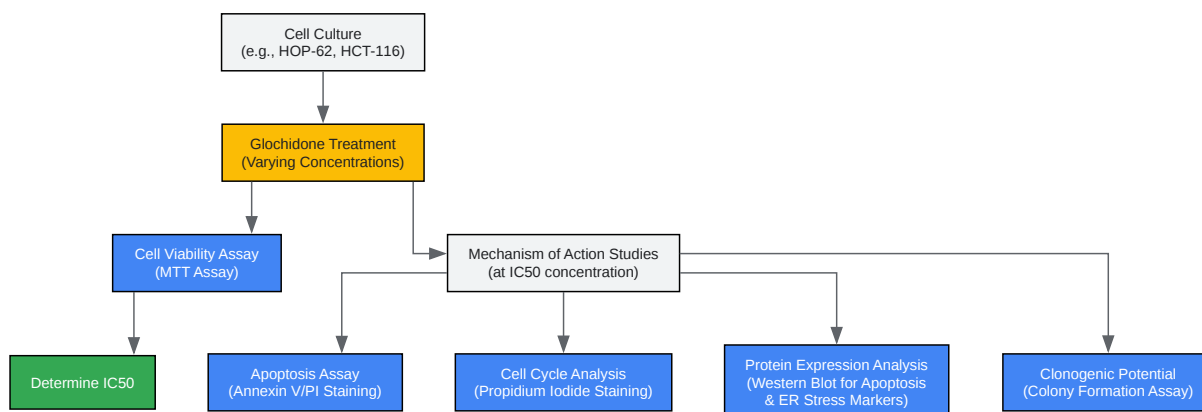 Cell Culture
(e.g., HOP-62, HCT-116)
Glochidone Treatment
(Varying Concentrations)
Cell Viability Assay
(MTT Assay)
Mechanism of Action Studies
(at IC50 concentration)
Determine IC50
Apoptosis Assay
(Annexin V/PI Staining)
Cell Cycle Analysis
(Propidium Iodide Staining)
Protein Expression Analysis
(Western Blot for Apoptosis
& ER Stress Markers)
Clonogenic Potential
(Colony Formation Assay)